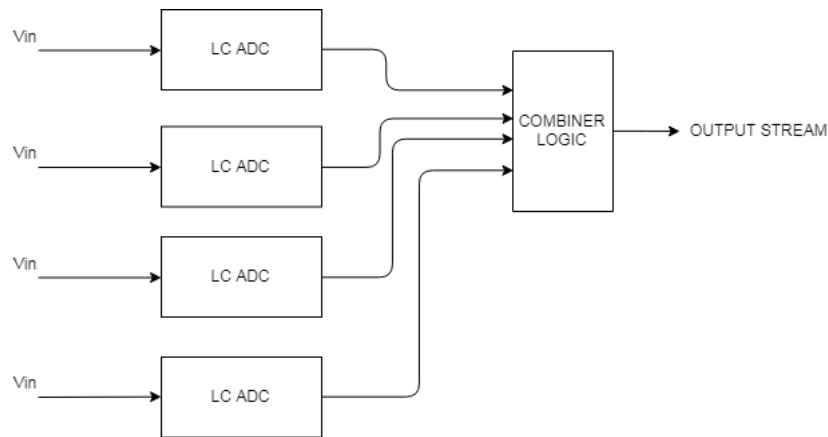 Vin
LC ADC
Vin
LC ADC
Vin
LC ADC
Vin
LC ADC
COMBINER
LOGIC
OUTPUT STREAM